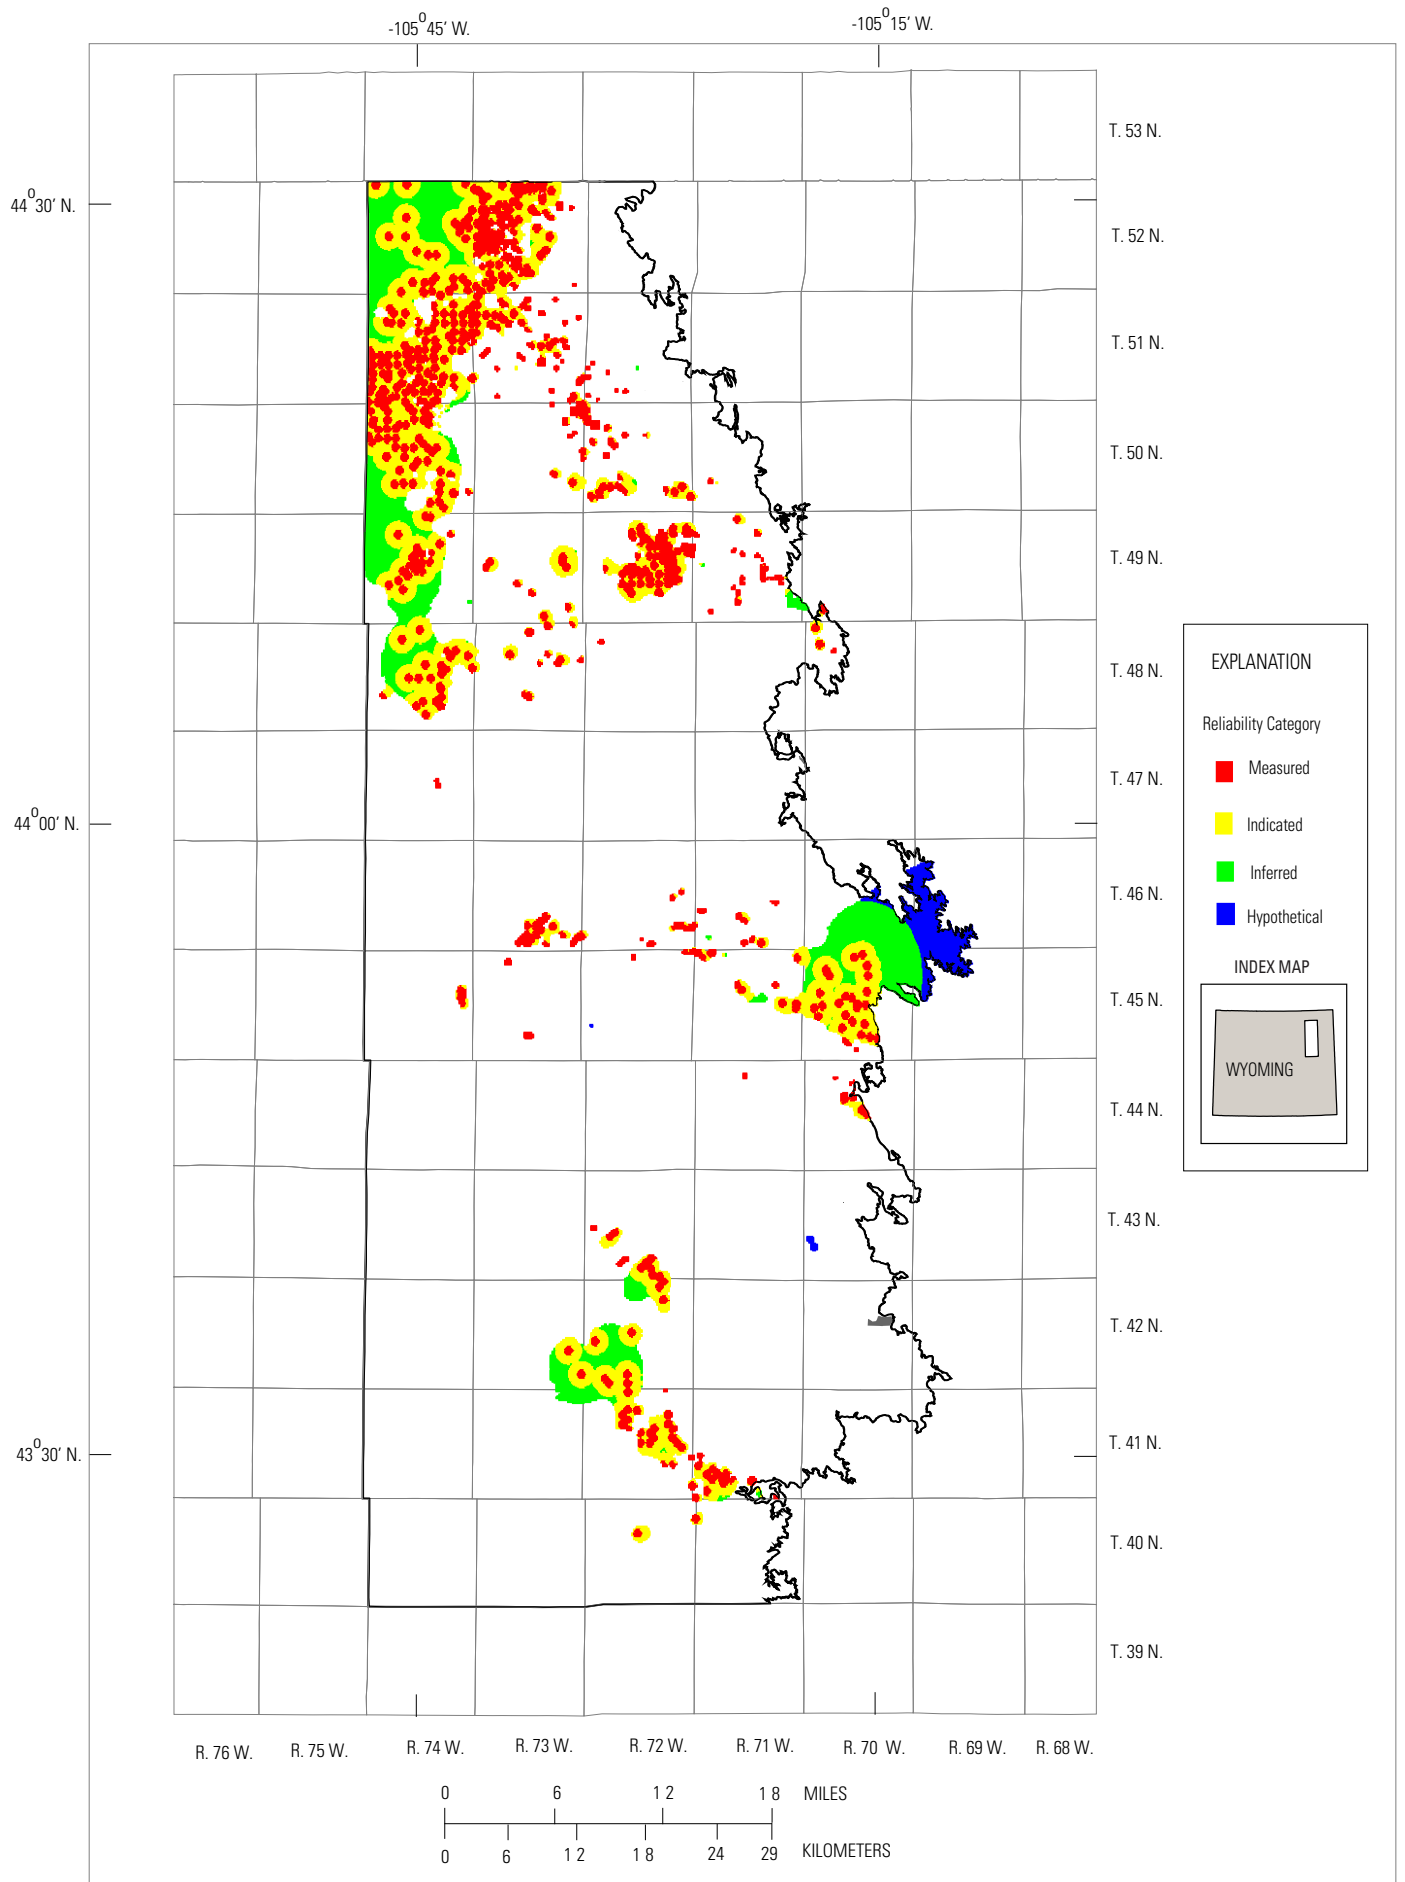 -105° 45' W.
-105° 15' W.
T. 53 N.
44° 30' N.
T. 52 N.
T. 51 N.
T. 50 N.
T. 49 N.
T. 48 N.
T. 47 N.
44° 00' N.
T. 46 N.
T. 45 N.
T. 44 N.
T. 43 N.
T. 42 N.
T. 41 N.
43° 30' N.
T. 40 N.
T. 39 N.
EXPLANATION
Reliability Category
Measured
Indicated
Inferred
Hypothetical
INDEX MAP
WYOMING
R. 76 W. R. 75 W. R. 74 W. R. 73 W. R. 72 W. R. 71 W. R. 70 W. R. 69 W. R. 68 W.
0 6 12 18 MILES
0 6 12 18 24 29 KILOMETERS